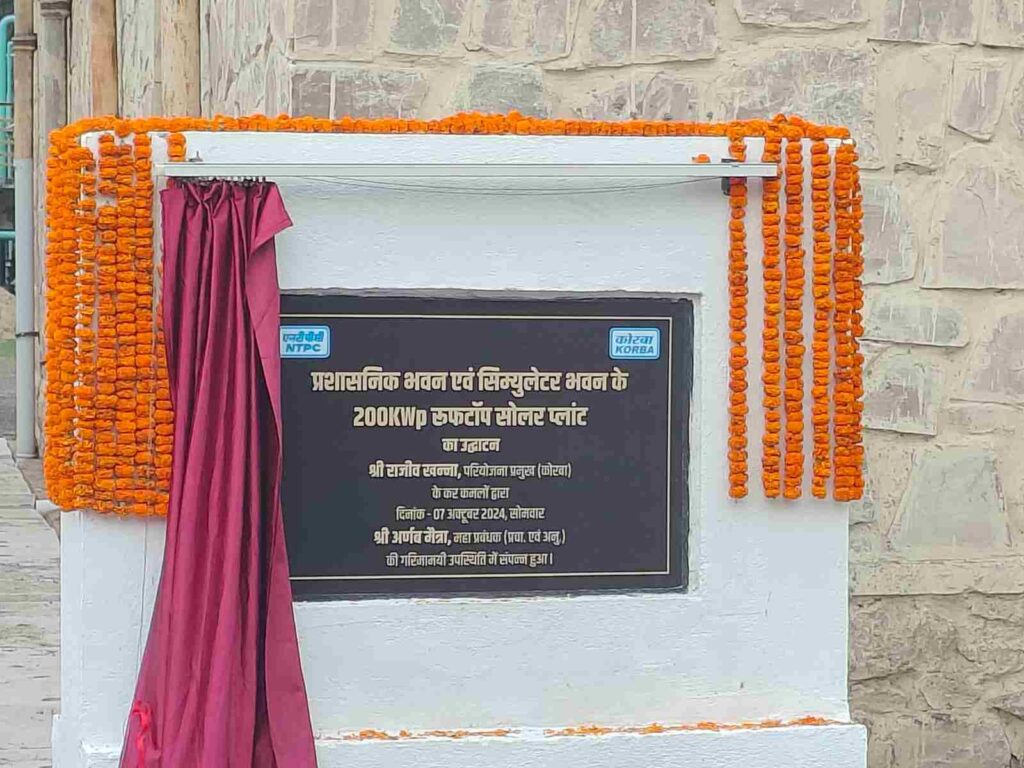 एनटीपीसी
NTPC
कोरबा
KORBA
प्रशासनिक भवन एवं सिम्युलेटर भवन के
200KWp रूफटॉप सोलर प्लांट
का उद्घाटन
श्री राजीव खन्ना, परियोजना प्रमुख (कोरबा)
के कर कमलों द्वारा
दिनांक - 07 अक्टूबर 2024, सोमवार
श्री अर्णब मैत्रा, महा प्रबंधक (प्रचा. एवं अनु.)
की गरिमामयी उपस्थिति में संपन्न हुआ ।